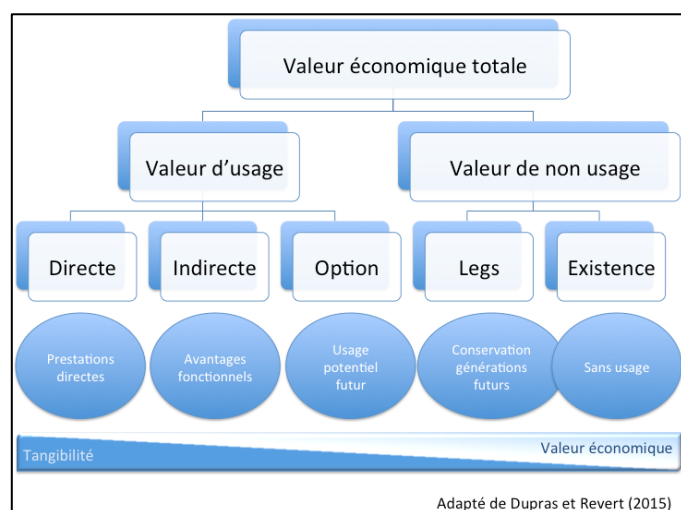 Valeur économique totale
Valeur d'usage
Valeur de non usage
Directe
Indirecte
Option
Legs
Existence
Prestations
directes
Avantages
fonctionnels
Usage
potentiel
futur
Conservation
générations
futurs
Sans usage
Tangibilité
Valeur économique
Adapté de Dupras et Revert (2015)